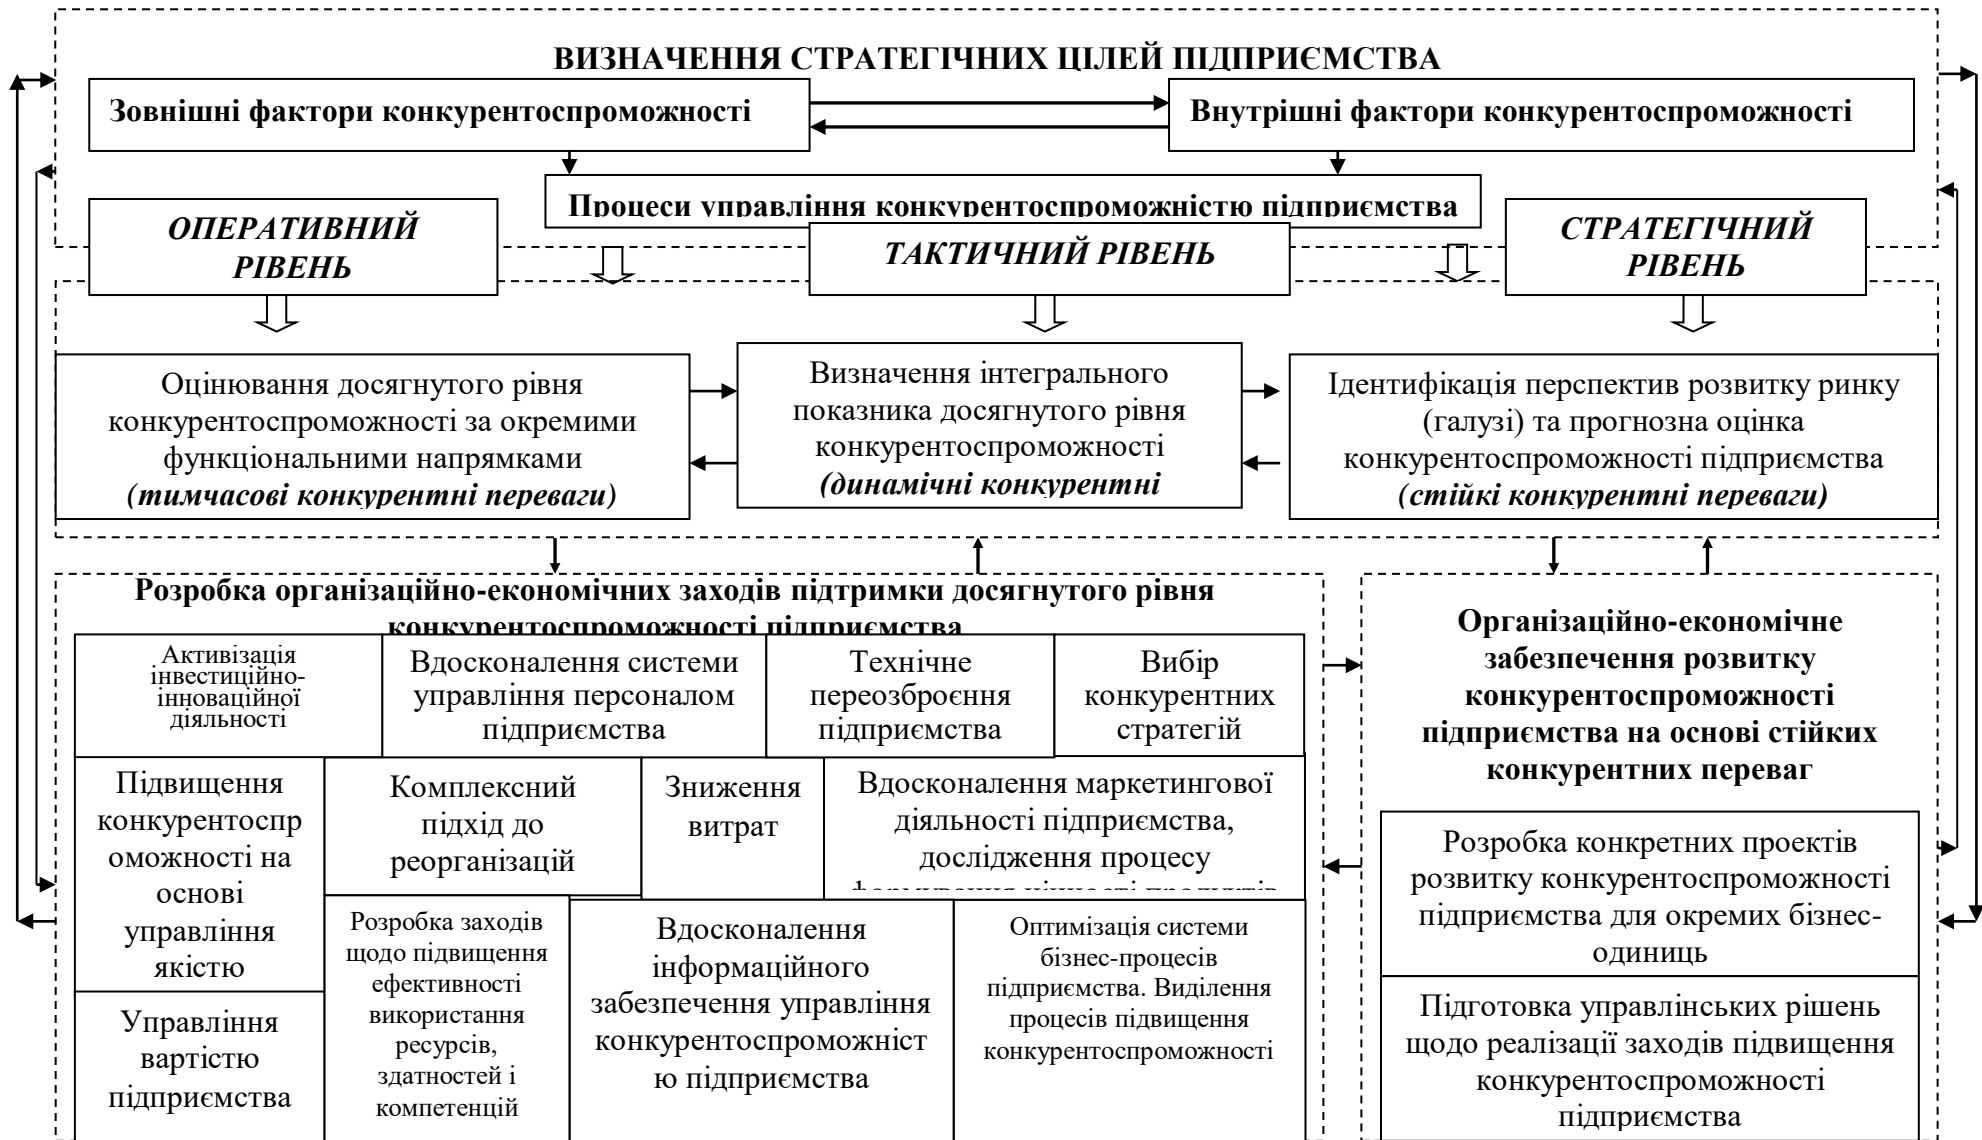 ВИЗНАЧЕННЯ СТРАТЕГІЧНИХ ЦІЛЕЙ ПІДПРИЄМСТВА
Зовнішні фактори конкурентоспроможності
Внутрішні фактори конкурентоспроможності
Процеси управління конкурентоспроможністю підприємства
ОПЕРАТИВНИЙ
РІВЕНЬ
ТАКТИЧНИЙ РІВЕНЬ
СТРАТЕГІЧНИЙ
РІВЕНЬ
Оцінювання досягнутого рівня
конкурентоспроможності за окремими
функціональними напрямками
(тимчасові конкурентні переваги)
Визначення інтегрального
показника досягнутого рівня
конкурентоспроможності
(динамічні конкурентні
Ідентифікація перспектив розвитку ринку
(галузі) та прогнозна оцінка
конкурентоспроможності підприємства
(стійкі конкурентні переваги)
Розробка організаційно-економічних заходів підтримки досягнутого рівня
конкурентоспроможності підприємства
Активізація
інвестиційно-
інноваційної
діяльності
Вдосконалення системи
управління персоналом
підприємства
Технічне
переозброєння
підприємства
Вибір
конкурентних
стратегій
Підвищення
конкурентоспр
оможності на
основі
управління
якістю
Комплексний
підхід до
реорганізацій
Зниження
витрат
Вдосконалення маркетингової
діяльності підприємства,
дослідження процесу
формування цінності продуктів
Управління
вартістю
підприємства
Розробка заходів
щодо підвищення
ефективності
використання
ресурсів,
здатностей і
компетенцій
Вдосконалення
інформаційного
забезпечення управління
конкурентоспроможніст
ю підприємства
Оптимізація системи
бізнес-процесів
підприємства. Виділення
процесів підвищення
конкурентоспроможності
Організаційно-економічне
забезпечення розвитку
конкурентоспроможності
підприємства на основі стійких
конкурентних переваг
Розробка конкретних проектів
розвитку конкурентоспроможності
підприємства для окремих бізнес-
одиниць
Підготовка управлінських рішень
щодо реалізації заходів підвищення
конкурентоспроможності
підприємства